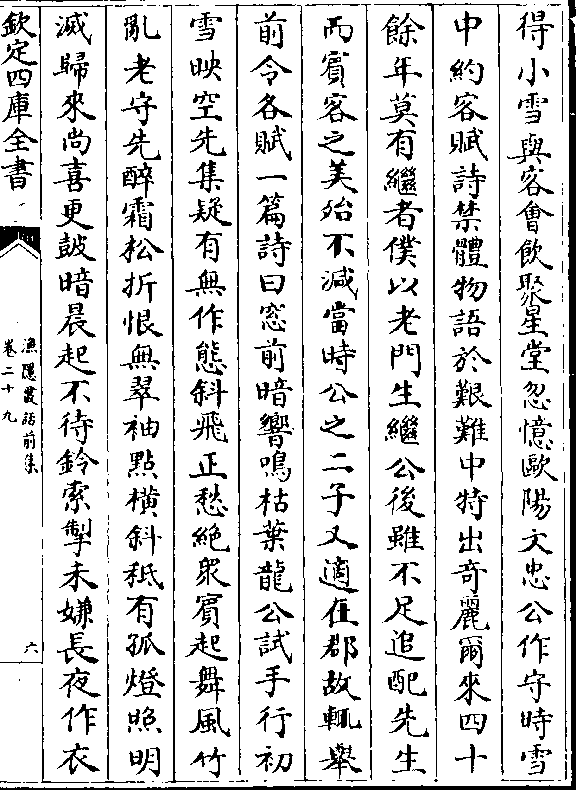 得小雪與客會飲聚星堂忽憶歐陽文忠公作守時雪
中約客賦詩禁體物語於艱難中特出奇麗爾來四十
餘年莫有繼者僕以老門生繼公後雖不足追配先生
而賓客之美殆不減當時公之二子又適在郡故輒舉
前令各賦一篇詩曰窓前暗響鳴枯葉龍公試手行初
雪映空先集疑有無作態斜飛正愁絶衆賓起舞風竹
亂老守先醉霜松折恨無翠袖點橫斜秖有孤燈照明
滅歸來尚喜更鼓暗晨起不待鈴索掣未嫌長夜作衣
欽定四庫全書
漁隱叢話前集
卷二十九
六